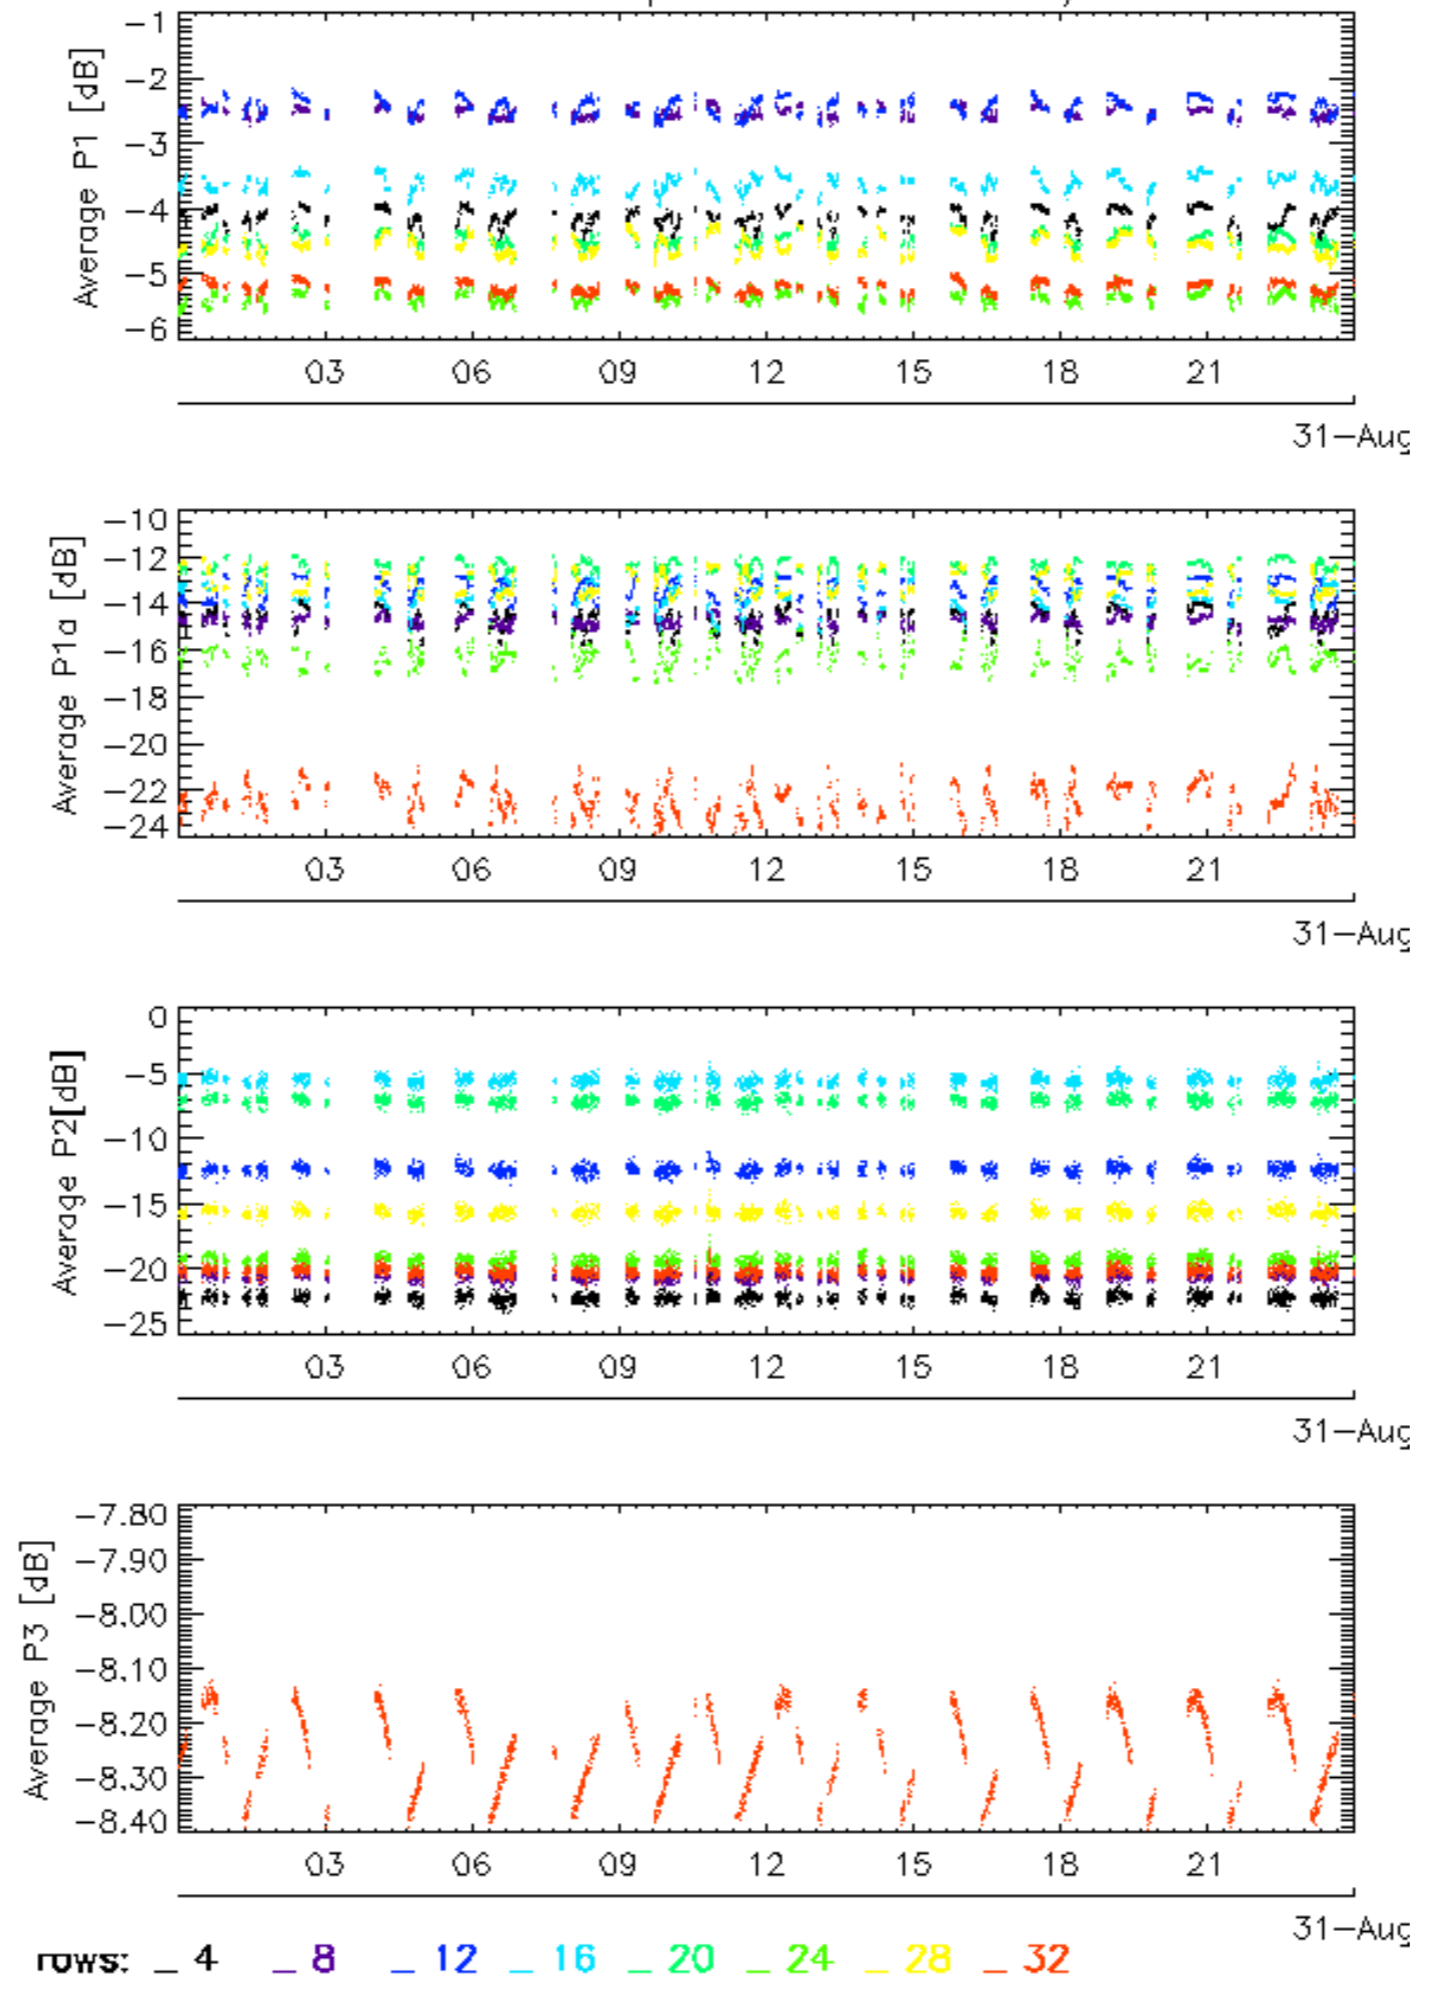 Average P1 [dB]
-1
-2
-3
-4
-5
-6
03 06 09 12 15 18 21
31-Aug
Average P1a [dB]
-10
-12
-14
-16
-18
-20
-22
-24
03 06 09 12 15 18 21
31-Aug
Average P2[dB]
0
-5
-10
-15
-20
-25
03 06 09 12 15 18 21
31-Aug
Average P3 [dB]
-7.80
-7.90
-8.00
-8.10
-8.20
-8.30
-8.40
03 06 09 12 15 18 21
31-Aug
rows: _ 4 _ 8 _ 12 _ 16 _ 20 _ 24 _ 28 _ 32